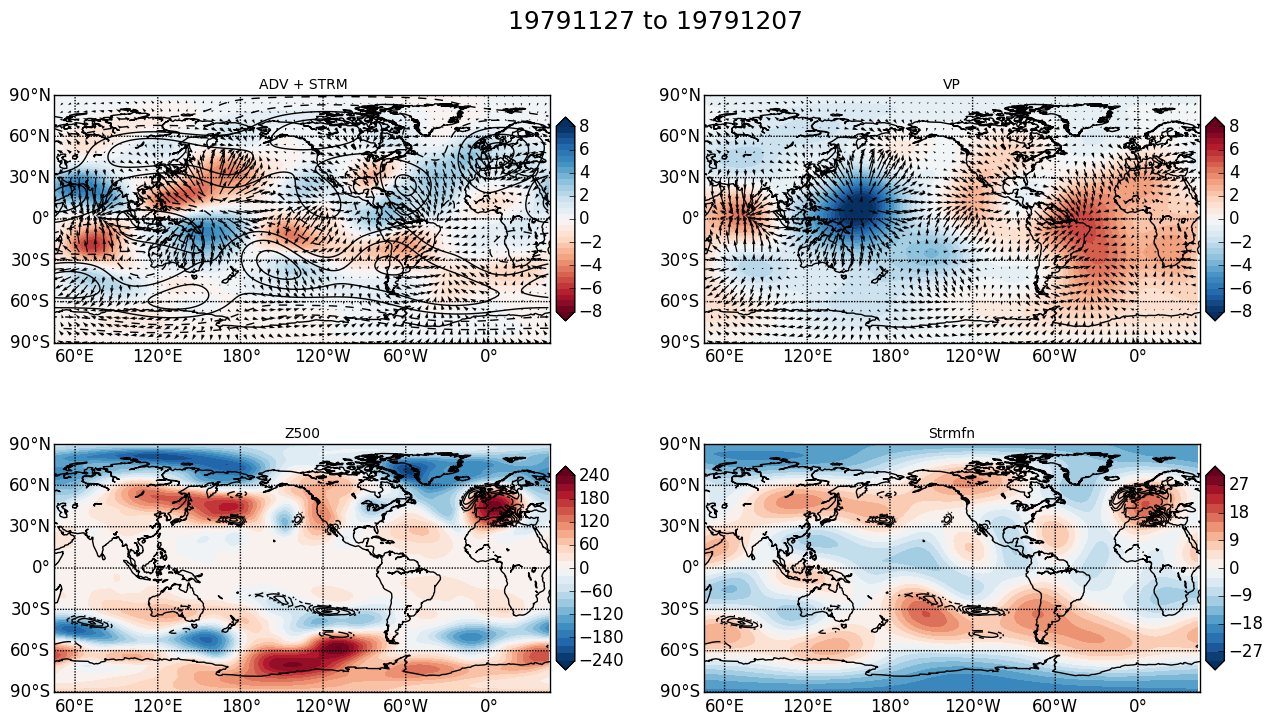 19791127 to 19791207
ADV + STRM
90°N
60°N
30°N
0°
30°S
60°S
90°S
60°E 120°E 180° 120°W 60°W 0°
8
6
4
2
0
−2
−4
−6
−8
VP
90°N
60°N
30°N
0°
30°S
60°S
90°S
60°E 120°E 180° 120°W 60°W 0°
8
6
4
2
0
−2
−4
−6
−8
Z500
90°N
60°N
30°N
0°
30°S
60°S
90°S
60°E 120°E 180° 120°W 60°W 0°
240
180
120
60
0
−60
−120
−180
−240
Strmfn
90°N
60°N
30°N
0°
30°S
60°S
90°S
60°E 120°E 180° 120°W 60°W 0°
27
18
9
0
−9
−18
−27